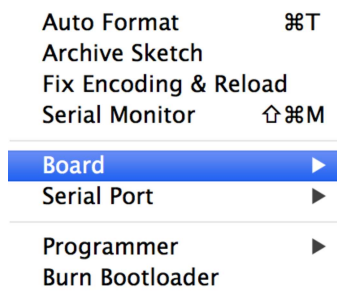 Auto Format ⌘T
Archive Sketch
Fix Encoding & Reload
Serial Monitor ⇧⌘M
Board ▶
Serial Port ▶
Programmer ▶
Burn Bootloader